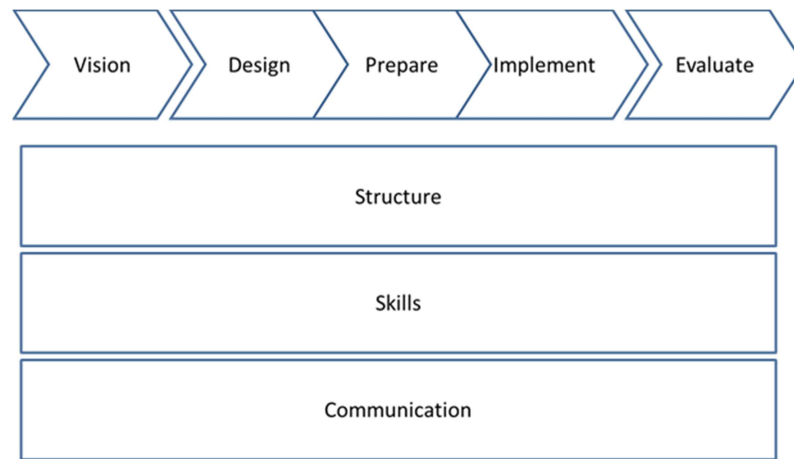 Vision
Design
Prepare
Implement
Evaluate
Structure
Skills
Communication